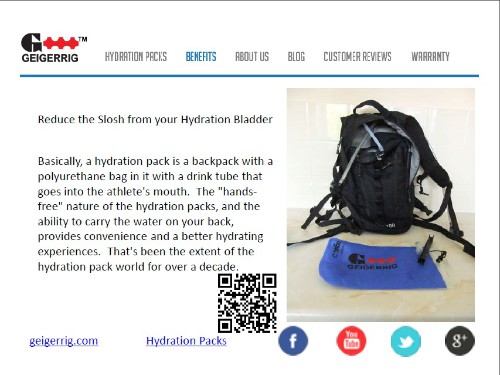 GEIGERRIG™
HYDRATION PACKS BENEFITS ABOUT US BLOG CUSTOMER REVIEWS WARRANTY
Reduce the Slosh from your Hydration Bladder
Basically, a hydration pack is a backpack with a
polyurethane bag in it with a drink tube that
goes into the athlete's mouth. The "hands-
free" nature of the hydration packs, and the
ability to carry the water on your back,
provides convenience and a better hydrating
experiences. That's been the extent of the
hydration pack world for over a decade.
GEIGERRIG
geigerrig.com Hydration Packs
You
Tube
g+